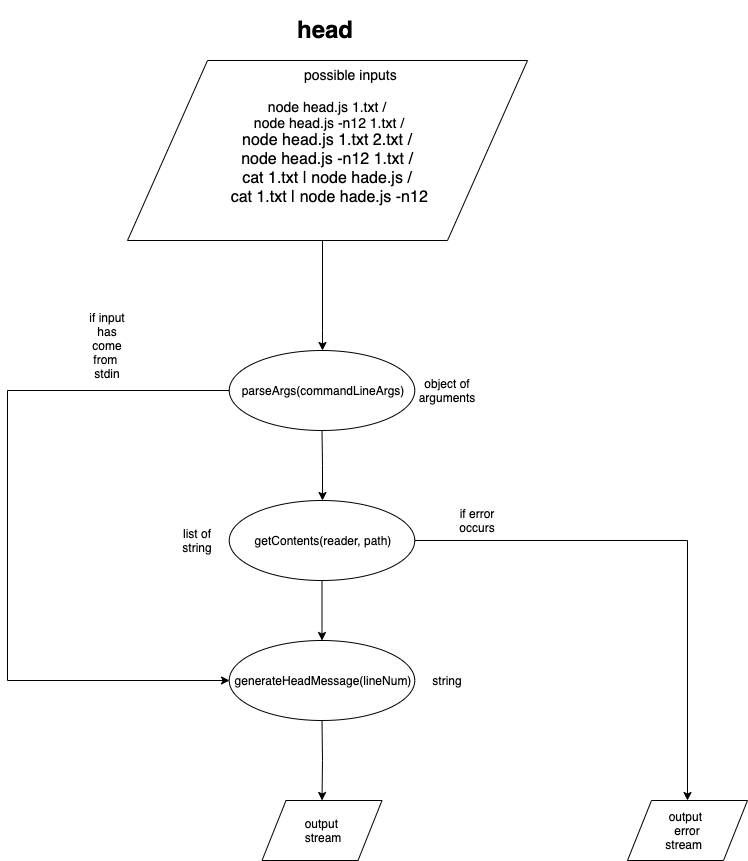 head
possible inputs
node head.js 1.txt /
node head.js -n12 1.txt /
node head.js 1.txt 2.txt /
node head.js -n12 1.txt /
cat 1.txt | node hade.js /
cat 1.txt | node hade.js -n12
if input
has
come
from
stdin
parseArgs(commandLineArgs)
object of
arguments
if error
occurs
list of
string
getContents(reader, path)
generateHeadMessage(lineNum)
string
output
stream
output
error
stream